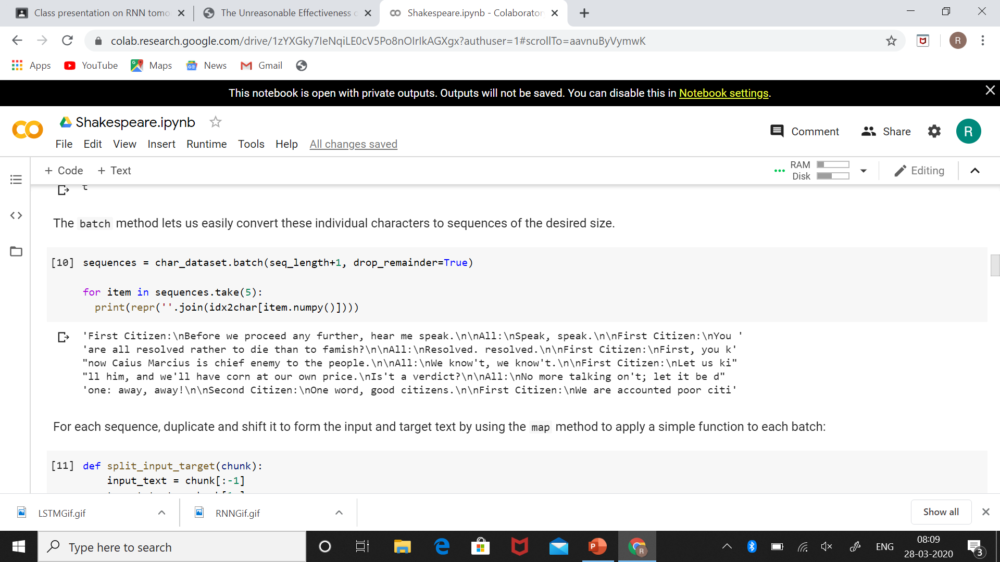 Class presentation on RNN tomo
The Unreasonable Effectiveness o
Shakespeare.ipynb - Colaborator
colab.research.google.com/drive/1zYXGky7IeNqiLE0cV5Po8nOIrIkAGXgx?authuser=1#scrollTo=aavnuByVymwK
R
Apps
YouTube
Maps
News
Gmail
This notebook is open with private outputs. Outputs will not be saved. You can disable this in Notebook settings.
Shakespeare.ipynb
Comment
Share
R
File Edit View Insert Runtime Tools Help All changes saved
+ Code + Text
RAM
Disk
Editing
The batch method lets us easily convert these individual characters to sequences of the desired size.
[10] sequences = char_dataset.batch(seq_length+1, drop_remainder=True)
for item in sequences.take(5):
print(repr(''.join(idx2char[item.numpy()])))
'First Citizen:\nBefore we proceed any further, hear me speak.\n\nAll:\nSpeak, speak.\n\nFirst Citizen:\nYou '
'are all resolved rather to die than to famish?\n\nAll:\nResolved. resolved.\n\nFirst Citizen:\nFirst, you k'
"now Caius Marcius is chief enemy to the people.\n\nAll:\nWe know't, we know't.\n\nFirst Citizen:\nLet us ki"
"ll him, and we'll have corn at our own price.\nIs't a verdict?\n\nAll:\nNo more talking on't; let it be d"
'one: away, away!\n\nSecond Citizen:\nOne word, good citizens.\n\nFirst Citizen:\nWe are accounted poor citi'
For each sequence, duplicate and shift it to form the input and target text by using the map method to apply a simple function to each batch:
[11] def split_input_target(chunk):
input_text = chunk[:-1]
LSTMGif.gif
RNNGif.gif
Show all
Type here to search
ENG
08:09
28-03-2020
3